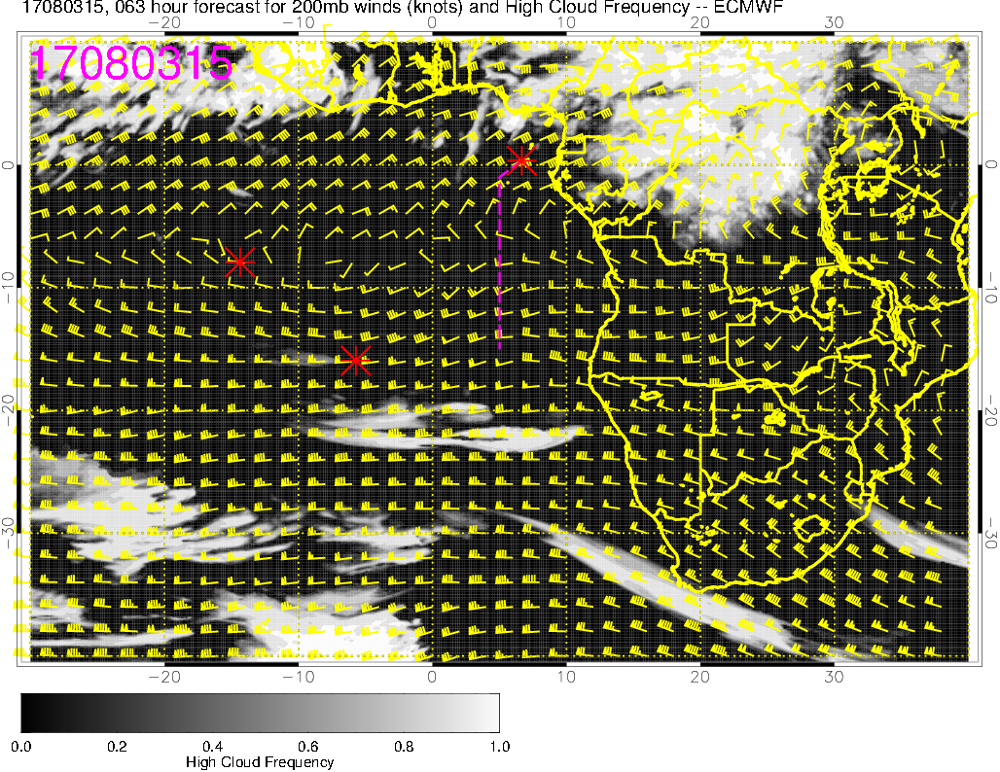 17080315, 063 hour forecast for 200mb winds (knots) and High Cloud Frequency -- ECMWF
−20 −10 0 10 20 30
17080315
0 0
−10 −10
−20 −20
−30 −30
−20 −10 0 10 20 30
0.0 0.2 0.4 0.6 0.8 1.0
High Cloud Frequency